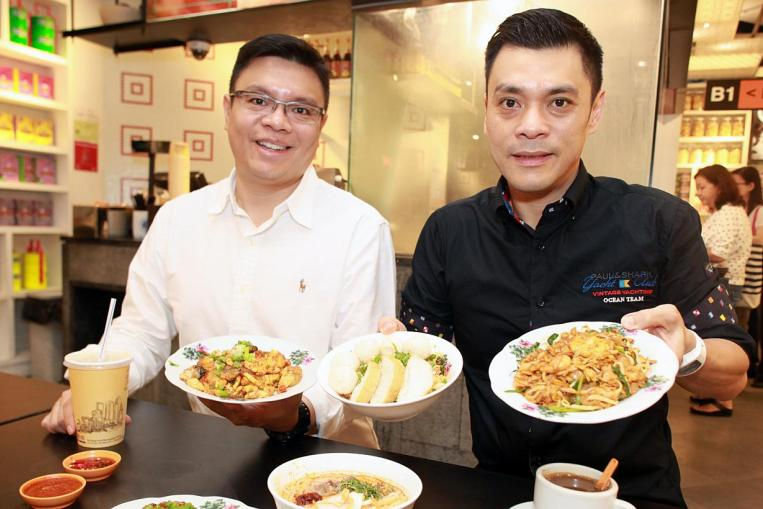 B1 <
PAUL & SHARK
Yacht Club
VINTAGE YACHTING
OCEAN TEAM